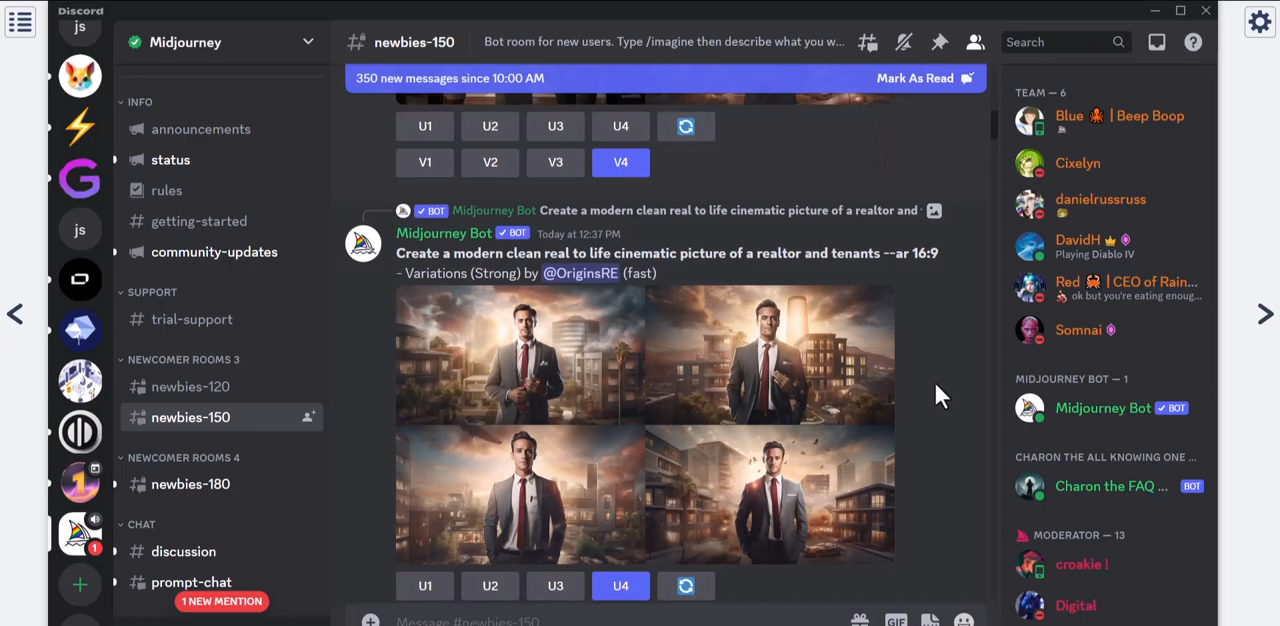 Discord
js
Midjourney
newbies-150
Bot room for new users. Type /imagine then describe what you w...
Search
350 new messages since 10:00 AM
Mark As Read
INFO
announcements
status
rules
getting-started
js
community-updates
SUPPORT
trial-support
NEWCOMER ROOMS 3
newbies-120
newbies-150
NEWCOMER ROOMS 4
newbies-180
1
CHAT
discussion
prompt-chat
1 NEW MENTION
U1 U2 U3 U4
V1 V2 V3 V4
BOT Midjourney Bot Create a modern clean real to life cinematic picture of a realtor and
Midjourney Bot BOT Today at 12:37 PM
Create a modern clean real to life cinematic picture of a realtor and tenants --ar 16:9
- Variations (Strong) by @OriginsRE (fast)
U1 U2 U3 U4
Message #newbies-150
GIF
TEAM — 6
Blue | Beep Boop
Cixelyn
danielrussruss
DavidH
Playing Diablo IV
Red | CEO of Rain...
ok but you're eating enoug...
Somnai
MIDJOURNEY BOT — 1
Midjourney Bot BOT
CHARON THE ALL KNOWING ONE ...
Charon the FAQ ... BOT
MODERATOR — 13
croakie !
Digital